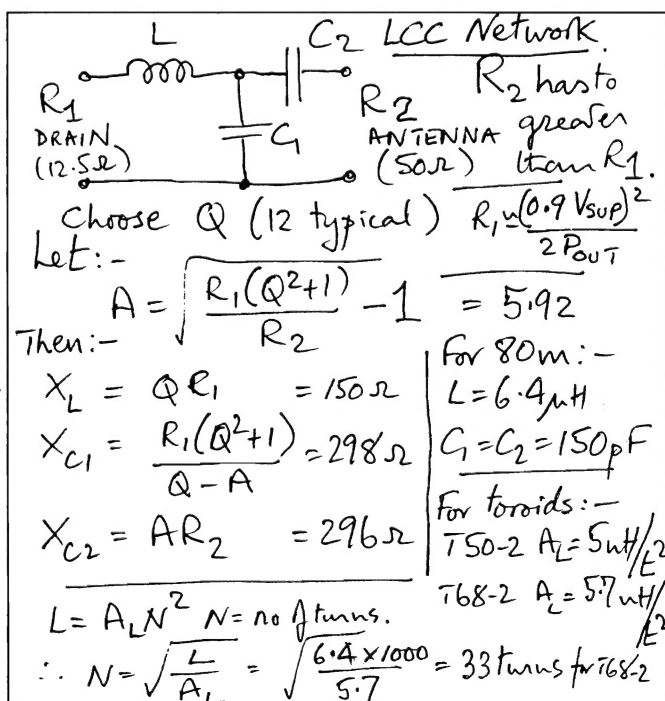 L C2 LCC Network.
R1 R2 R2 has to
DRAIN C1 ANTENNA greater
(12.5Ω) (50Ω) than R1.
Choose Q (12 typical) R1 ≃ (0.9 VSUP)² / 2 POUT
Let:-
A = √(R1(Q²+1) / R2 - 1) = 5.92
Then:-
XL = QR1 = 150Ω
XC1 = R1(Q²+1) / (Q - A) = 298Ω
XC2 = AR2 = 296Ω
For 80m:-
L = 6.4μH
C1 = C2 = 150pF
For toroids:-
T50-2 AL = 5nH/t²
T68-2 AL = 5.7nH/t²
L = AL N² N = no of turns.
∴ N = √(L / AL) = √(6.4 × 1000 / 5.7) = 33 turns for T68-2